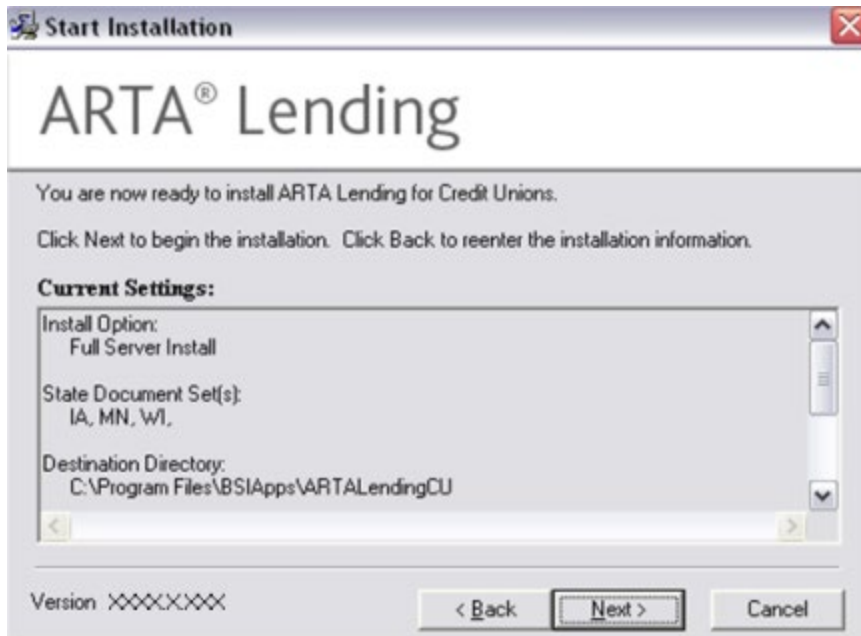 Start Installation
ARTA® Lending
You are now ready to install ARTA Lending for Credit Unions.
Click Next to begin the installation. Click Back to reenter the installation information.
Current Settings:
Install Option:
Full Server Install
State Document Set(s):
IA, MN, WI,
Destination Directory:
C:\Program Files\BSIApps\ARTALendingCU
Version XXXX.X.XXX
< Back Next > Cancel